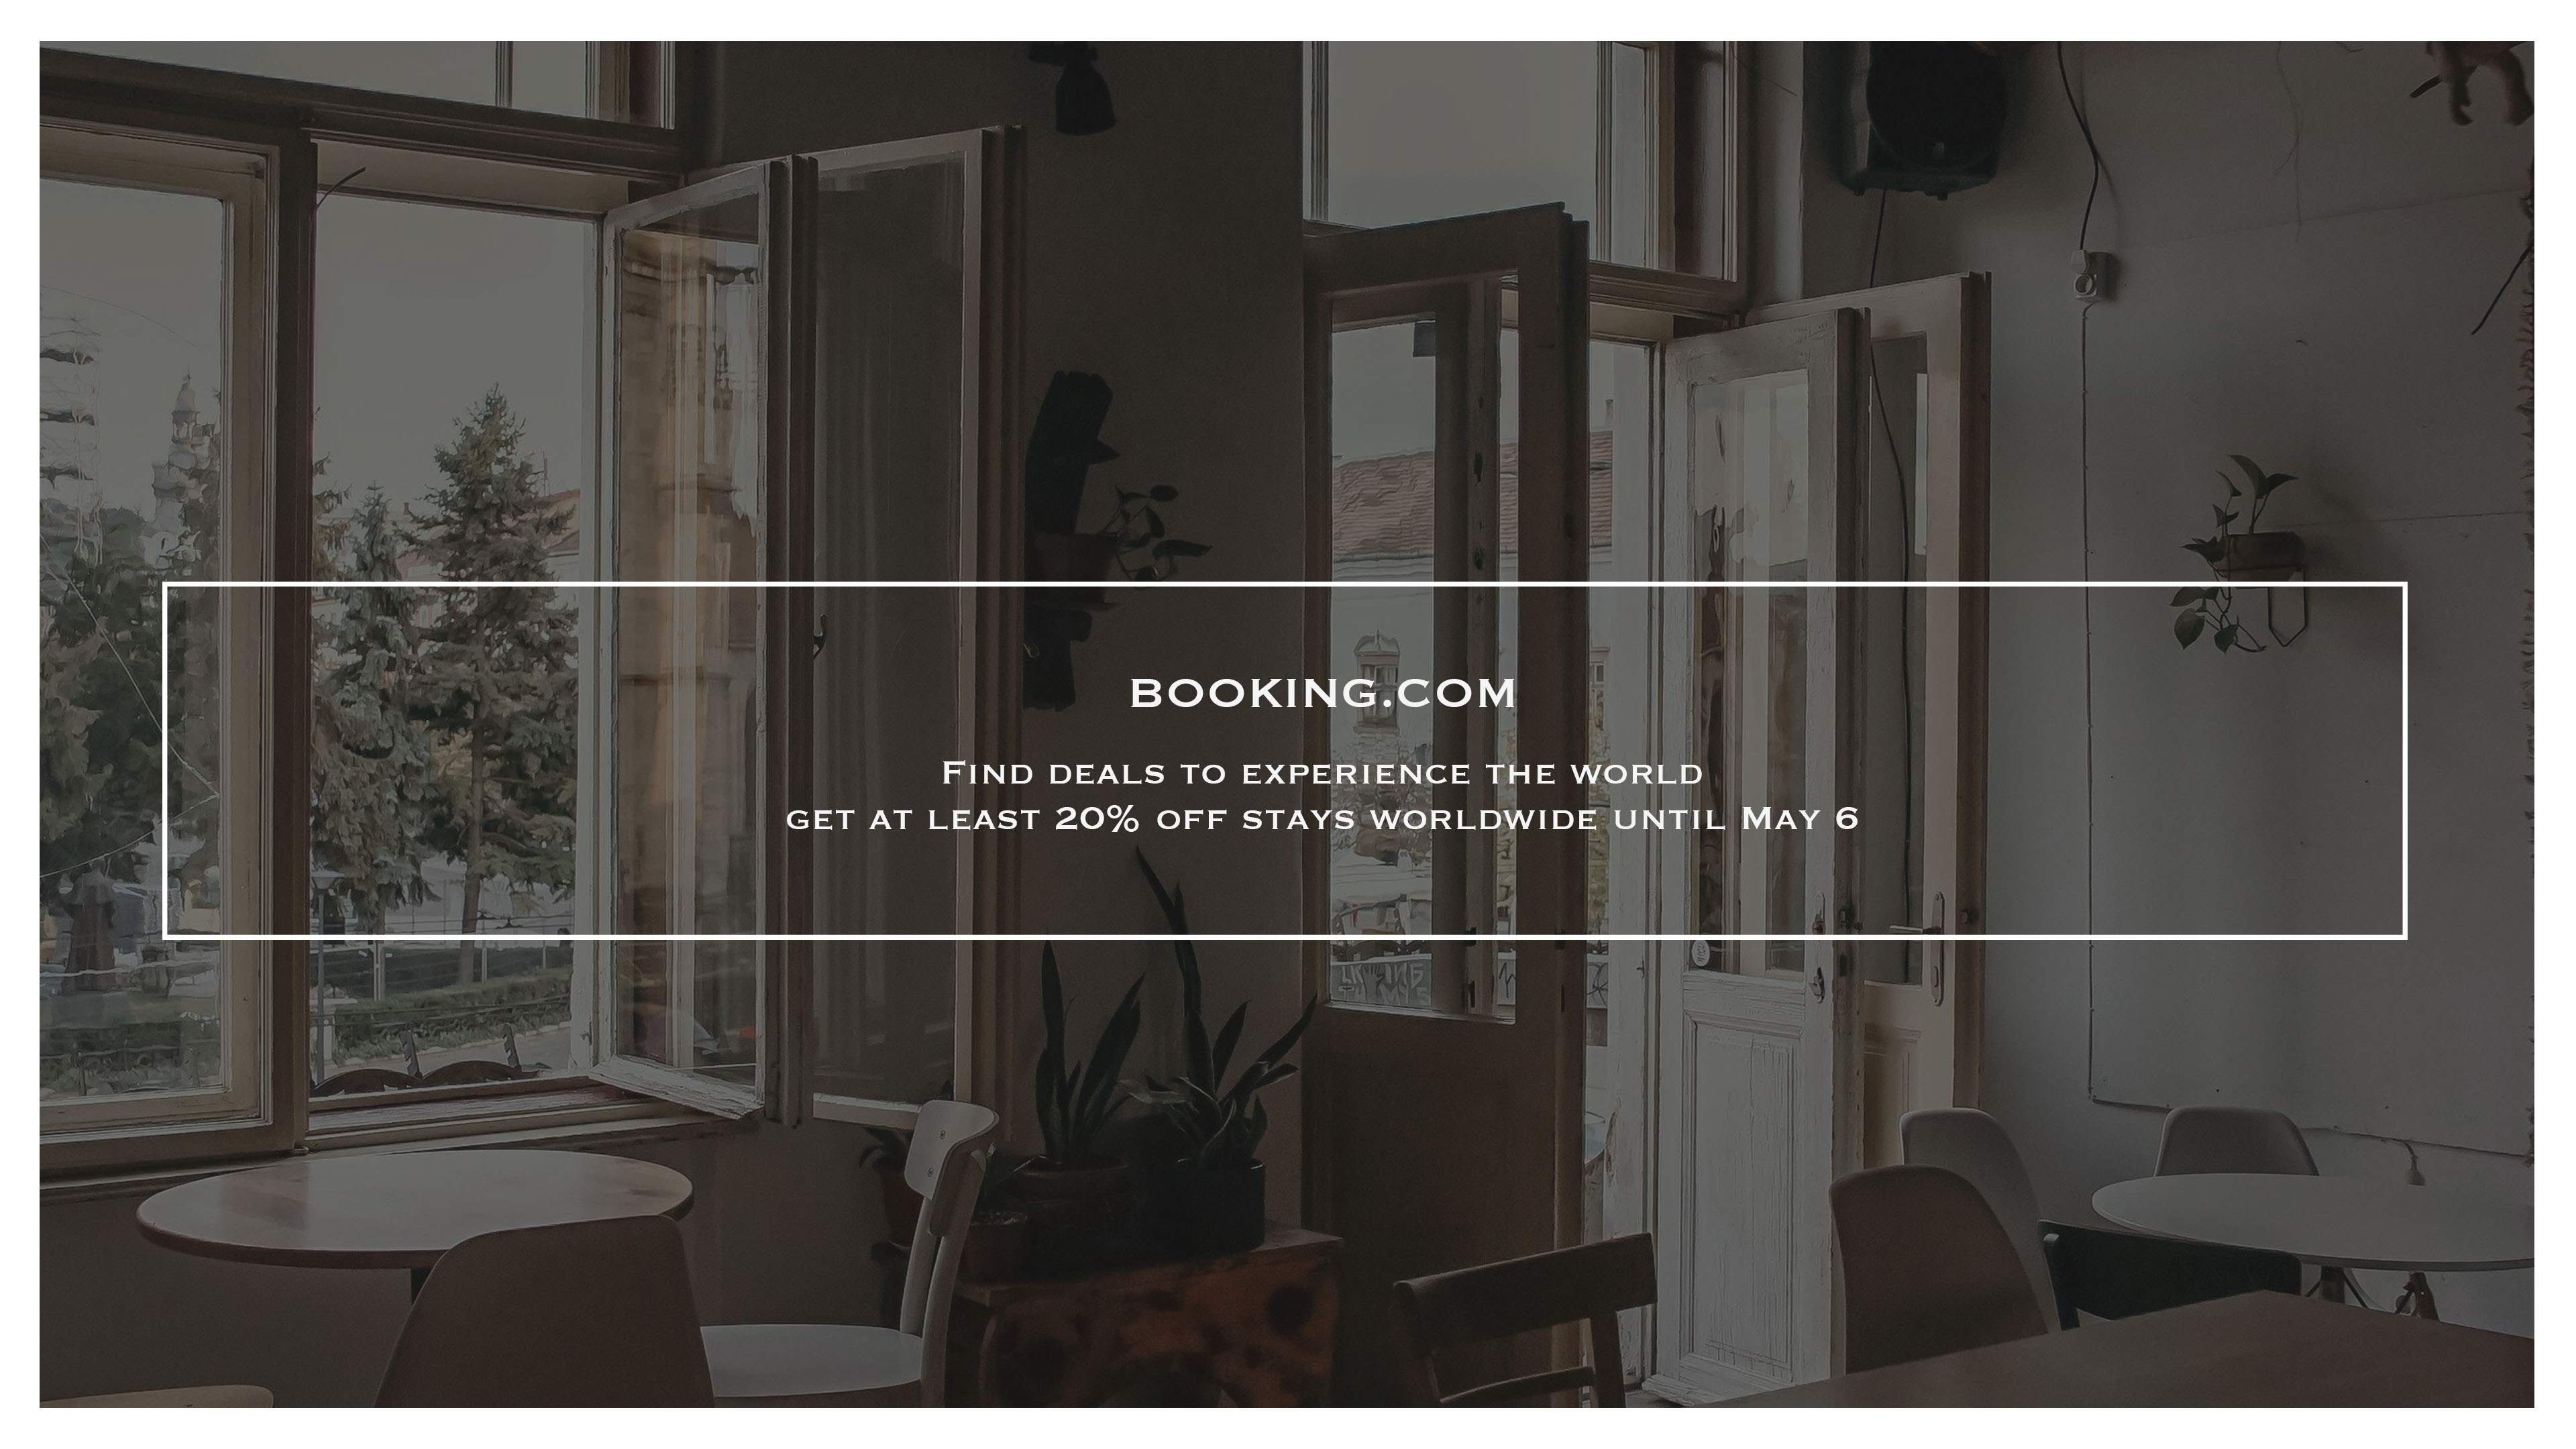 BOOKING.COM
FIND DEALS TO EXPERIENCE THE WORLD
GET AT LEAST 20% OFF STAYS WORLDWIDE UNTIL MAY 6